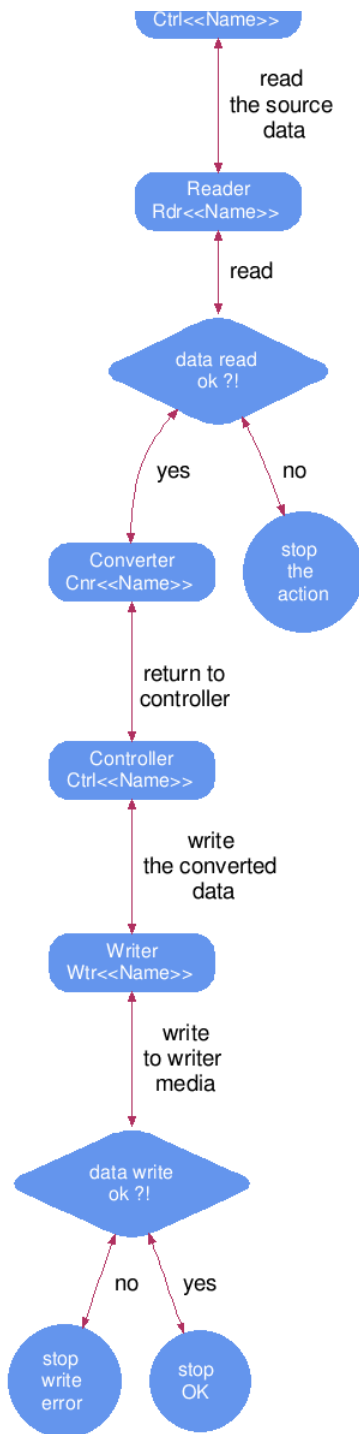 Ctrl<<Name>>
read
the source
data
Reader
Rdr<<Name>>
read
data read
ok ?!
yes
no
Converter
Cnr<<Name>>
stop
the
action
return to
controller
Controller
Ctrl<<Name>>
write
the converted
data
Writer
Wtr<<Name>>
write
to writer
media
data write
ok ?!
no
yes
stop
write
error
stop
OK